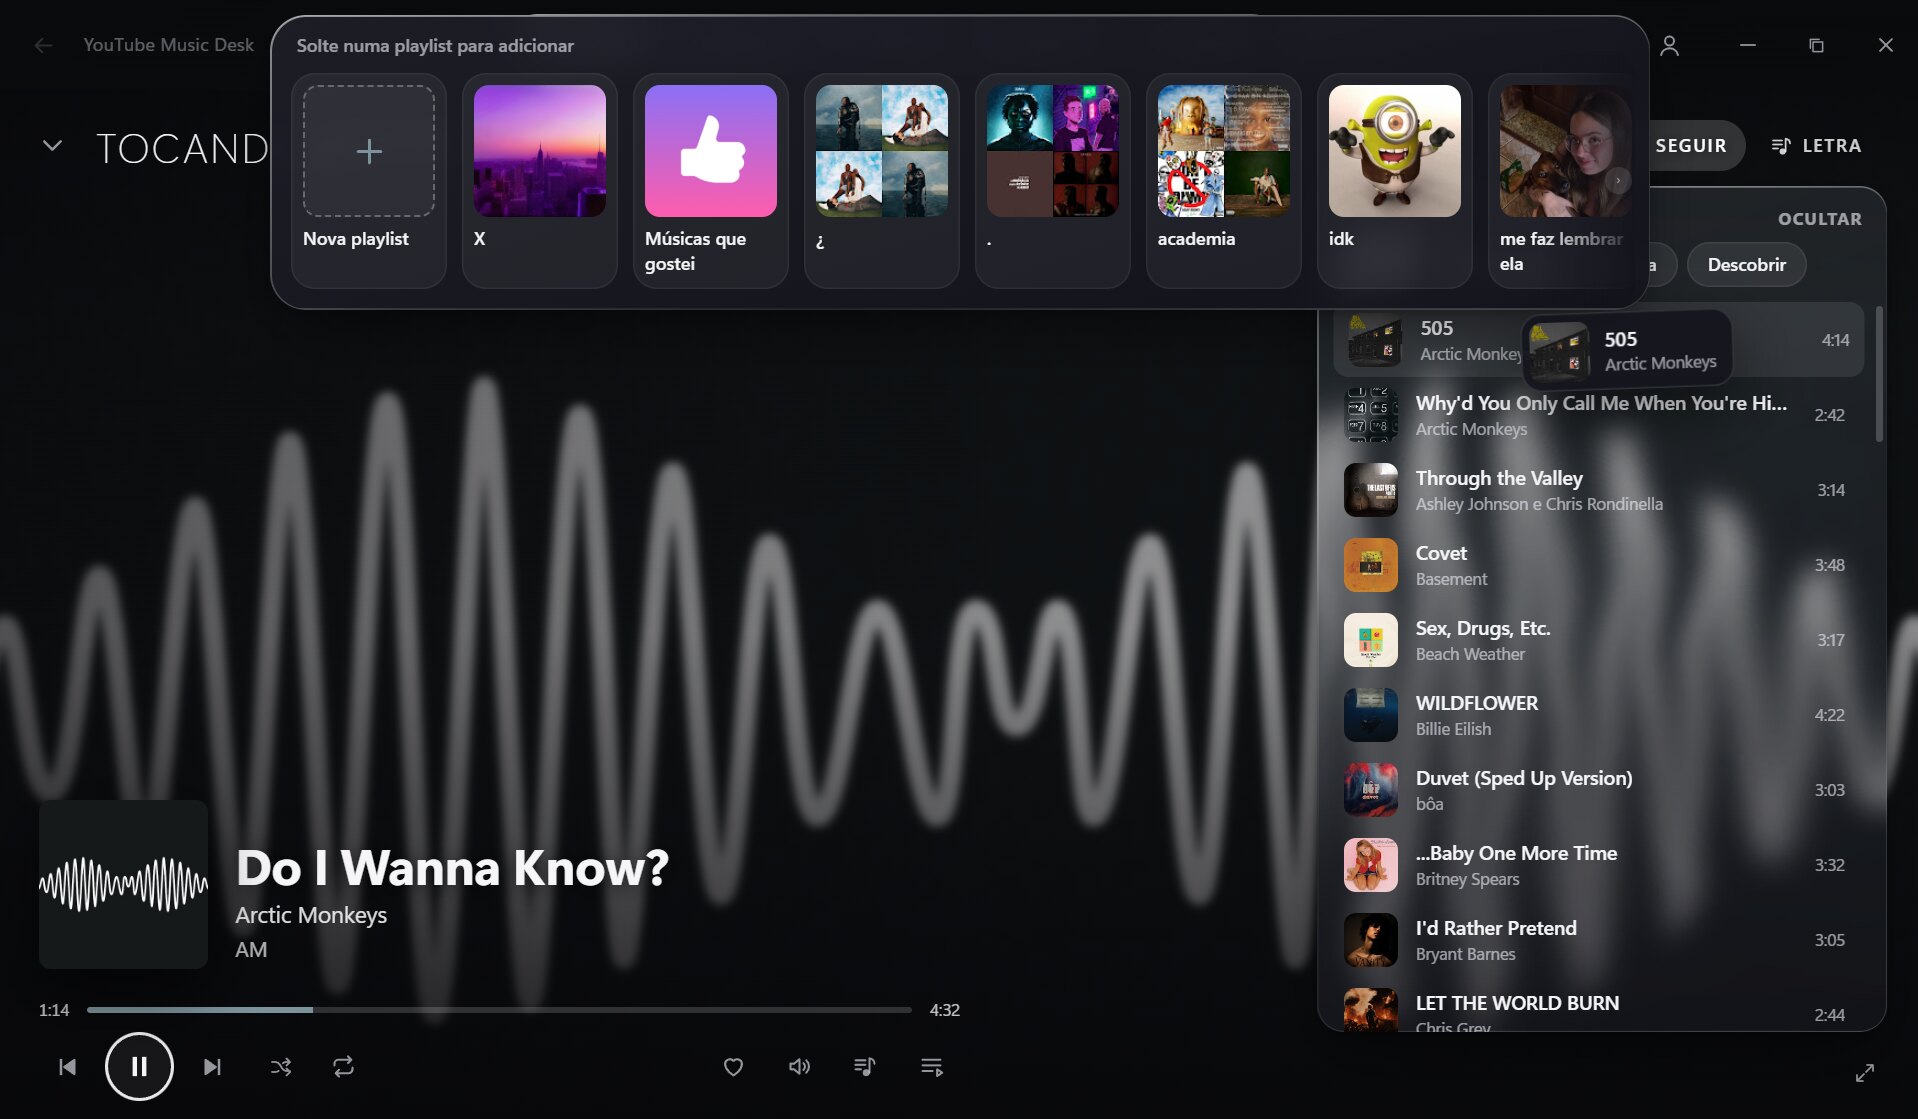 YouTube Music Desk
Solte numa playlist para adicionar
Nova playlist
X
Músicas que
gostei
¿
.
academia
idk
me faz lembrar
ela
TOCAND
SEGUIR
LETRA
OCULTAR
a
Descobrir
505
Arctic Monkey
4:14
505
Arctic Monkeys
Why'd You Only Call Me When You're Hi...
Arctic Monkeys
2:42
Through the Valley
Ashley Johnson e Chris Rondinella
3:14
Covet
Basement
3:48
Sex, Drugs, Etc.
Beach Weather
3:17
WILDFLOWER
Billie Eilish
4:22
Duvet (Sped Up Version)
bôa
3:03
...Baby One More Time
Britney Spears
3:32
I'd Rather Pretend
Bryant Barnes
3:05
LET THE WORLD BURN
Chris Grey
2:44
Do I Wanna Know?
Arctic Monkeys
AM
1:14
4:32